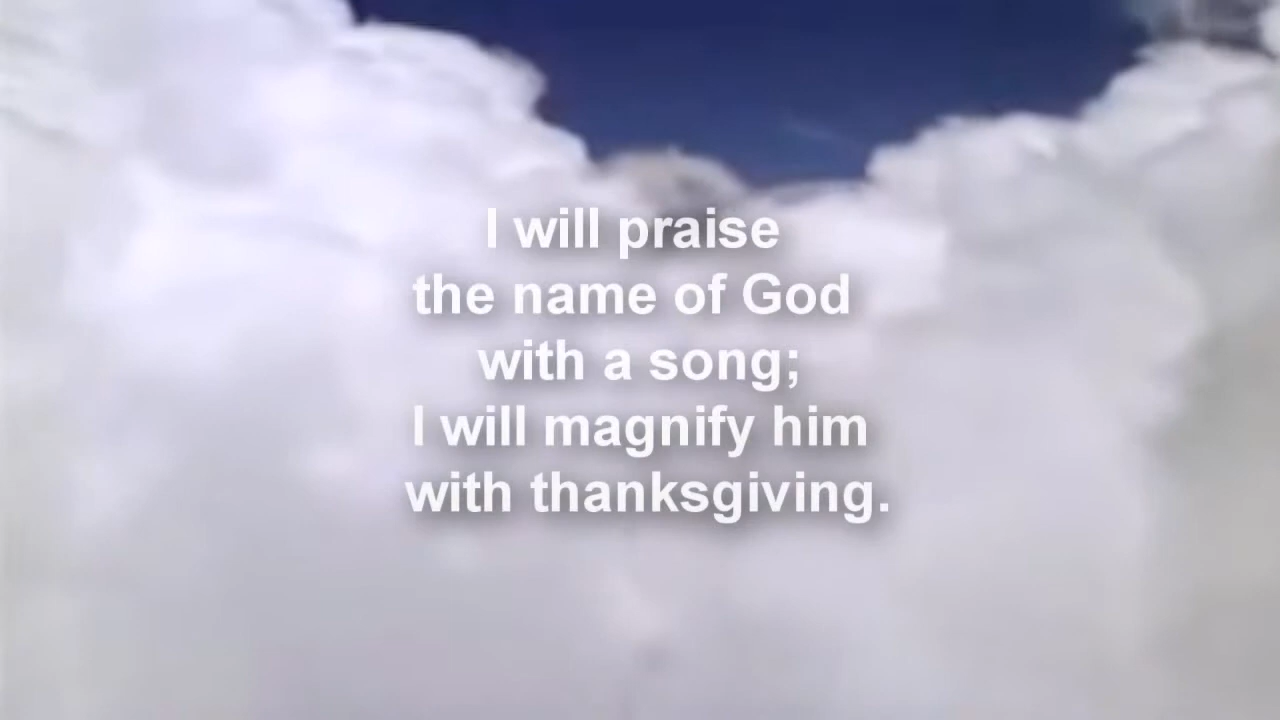 I will praise
the name of God
with a song;
I will magnify him
with thanksgiving.